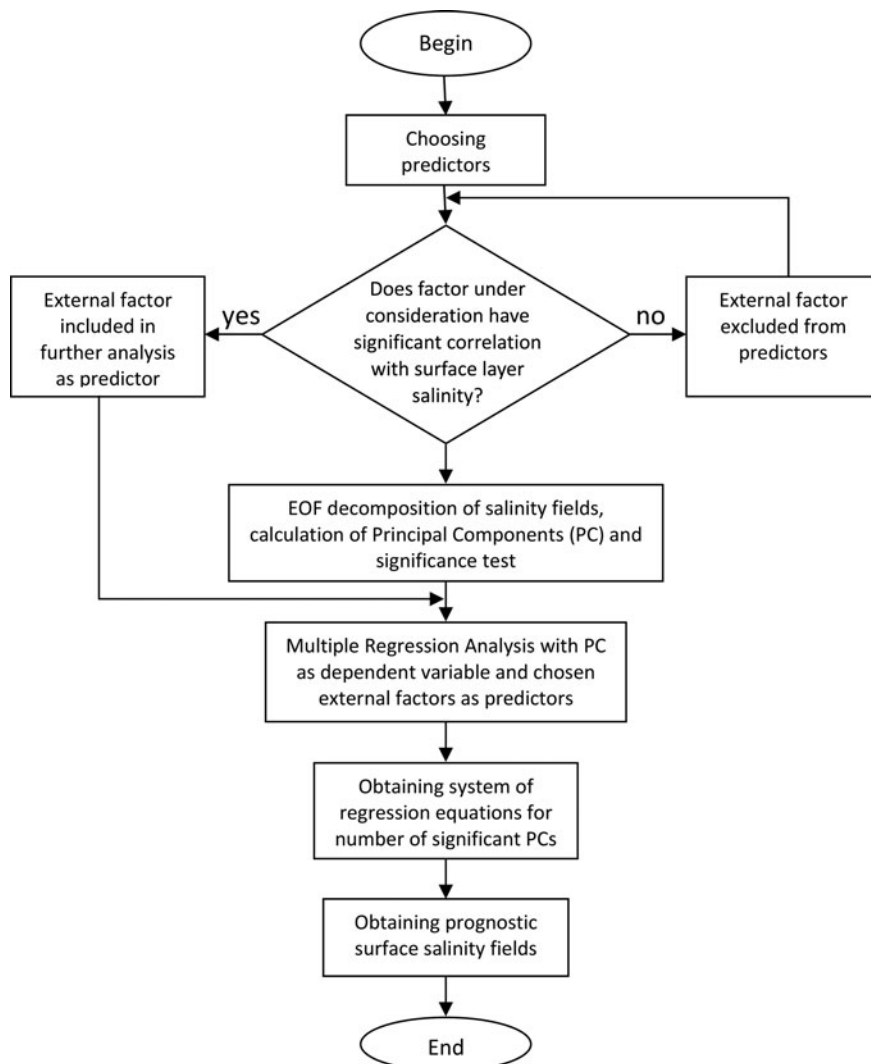 Begin
Choosing
predictors
Does factor under
consideration have
significant correlation
with surface layer
salinity?
yes
External factor
included in
further analysis
as predictor
no
External factor
excluded from
predictors
EOF decomposition of salinity fields,
calculation of Principal Components (PC) and
significance test
Multiple Regression Analysis with PC
as dependent variable and chosen
external factors as predictors
Obtaining system of
regression equations for
number of significant PCs
Obtaining prognostic
surface salinity fields
End